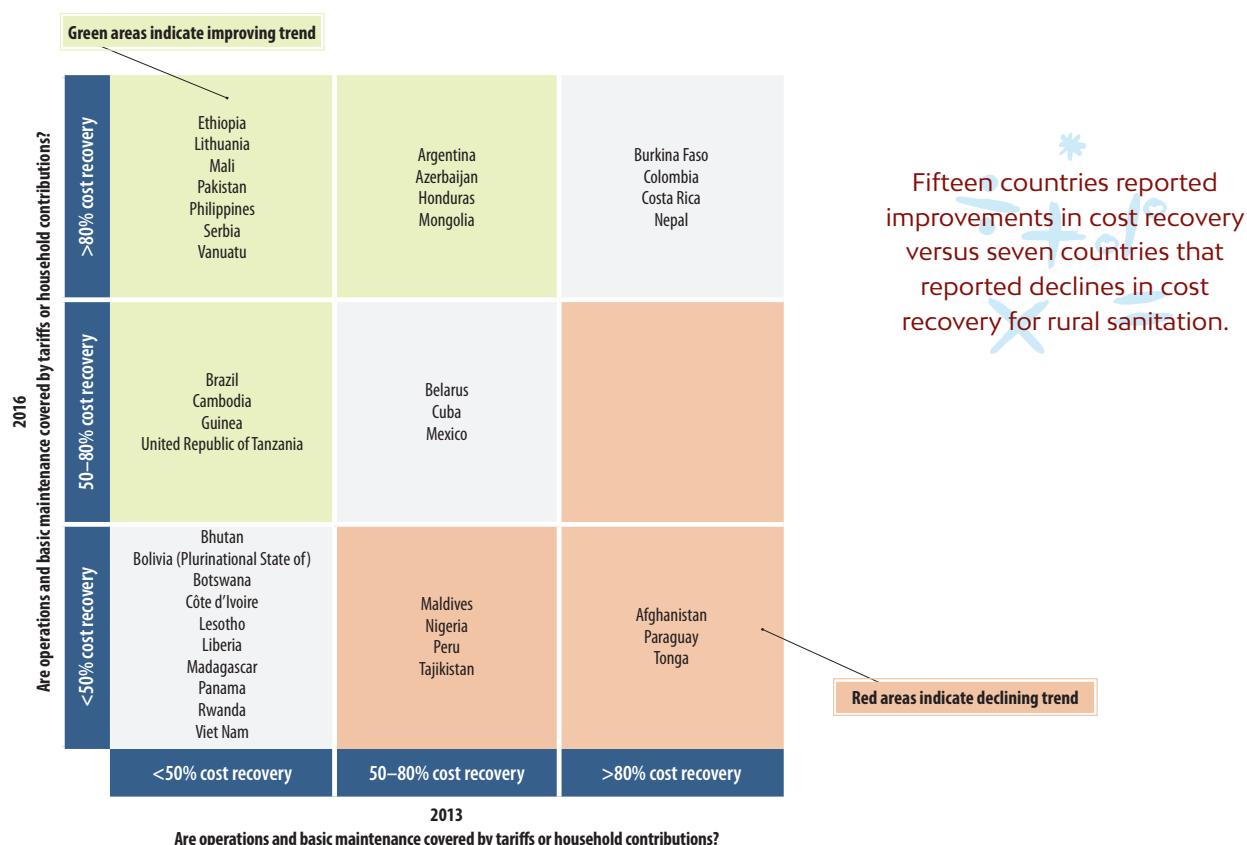 Green areas indicate improving trend
2016
Are operations and basic maintenance covered by tariffs or household contributions?
>80% cost recovery
Ethiopia
Lithuania
Mali
Pakistan
Philippines
Serbia
Vanuatu
Argentina
Azerbaijan
Honduras
Mongolia
Burkina Faso
Colombia
Costa Rica
Nepal
Fifteen countries reported
improvements in cost recovery
versus seven countries that
reported declines in cost
recovery for rural sanitation.
50–80% cost recovery
Brazil
Cambodia
Guinea
United Republic of Tanzania
Belarus
Cuba
Mexico
<50% cost recovery
Bhutan
Bolivia (Plurinational State of)
Botswana
Côte d’Ivoire
Lesotho
Liberia
Madagascar
Panama
Rwanda
Viet Nam
Maldives
Nigeria
Peru
Tajikistan
Afghanistan
Paraguay
Tonga
Red areas indicate declining trend
<50% cost recovery
50–80% cost recovery
>80% cost recovery
2013
Are operations and basic maintenance covered by tariffs or household contributions?